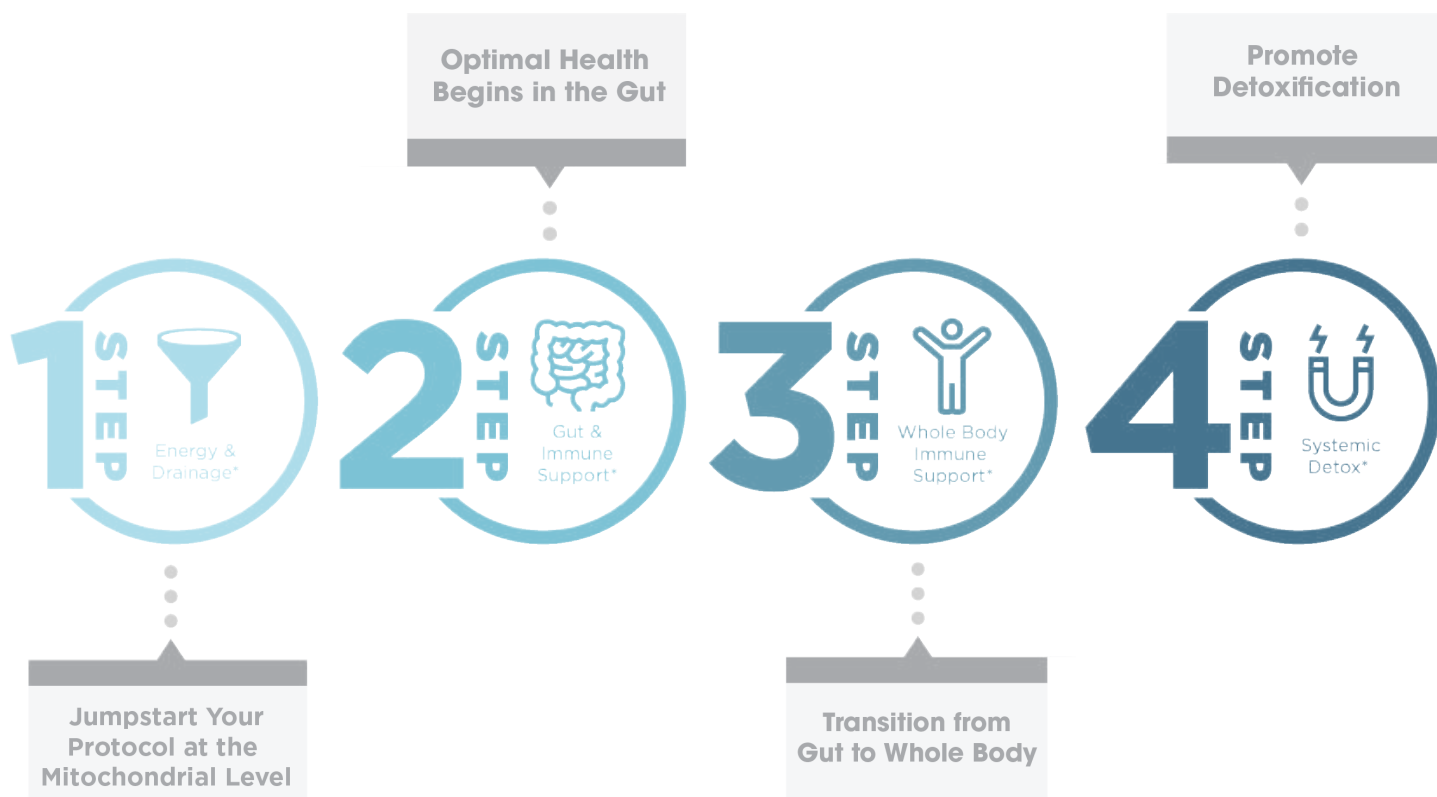 Optimal Health
Begins in the Gut
Promote
Detoxification
1
STEP
Energy &
Drainage*
2
STEP
Gut &
Immune
Support*
3
STEP
Whole Body
Immune
Support*
4
STEP
Systemic
Detox*
Jumpstart Your
Protocol at the
Mitochondrial Level
Transition from
Gut to Whole Body